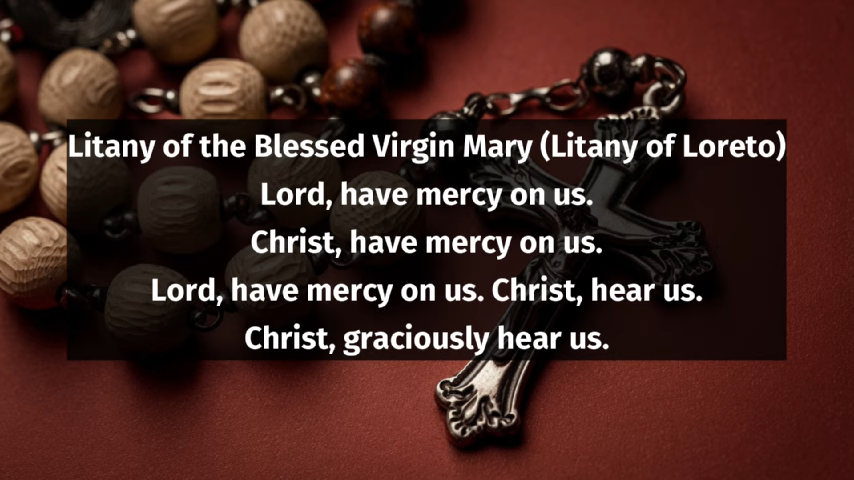 Litany of the Blessed Virgin Mary (Litany of Loreto)
Lord, have mercy on us.
Christ, have mercy on us.
Lord, have mercy on us. Christ, hear us.
Christ, graciously hear us.